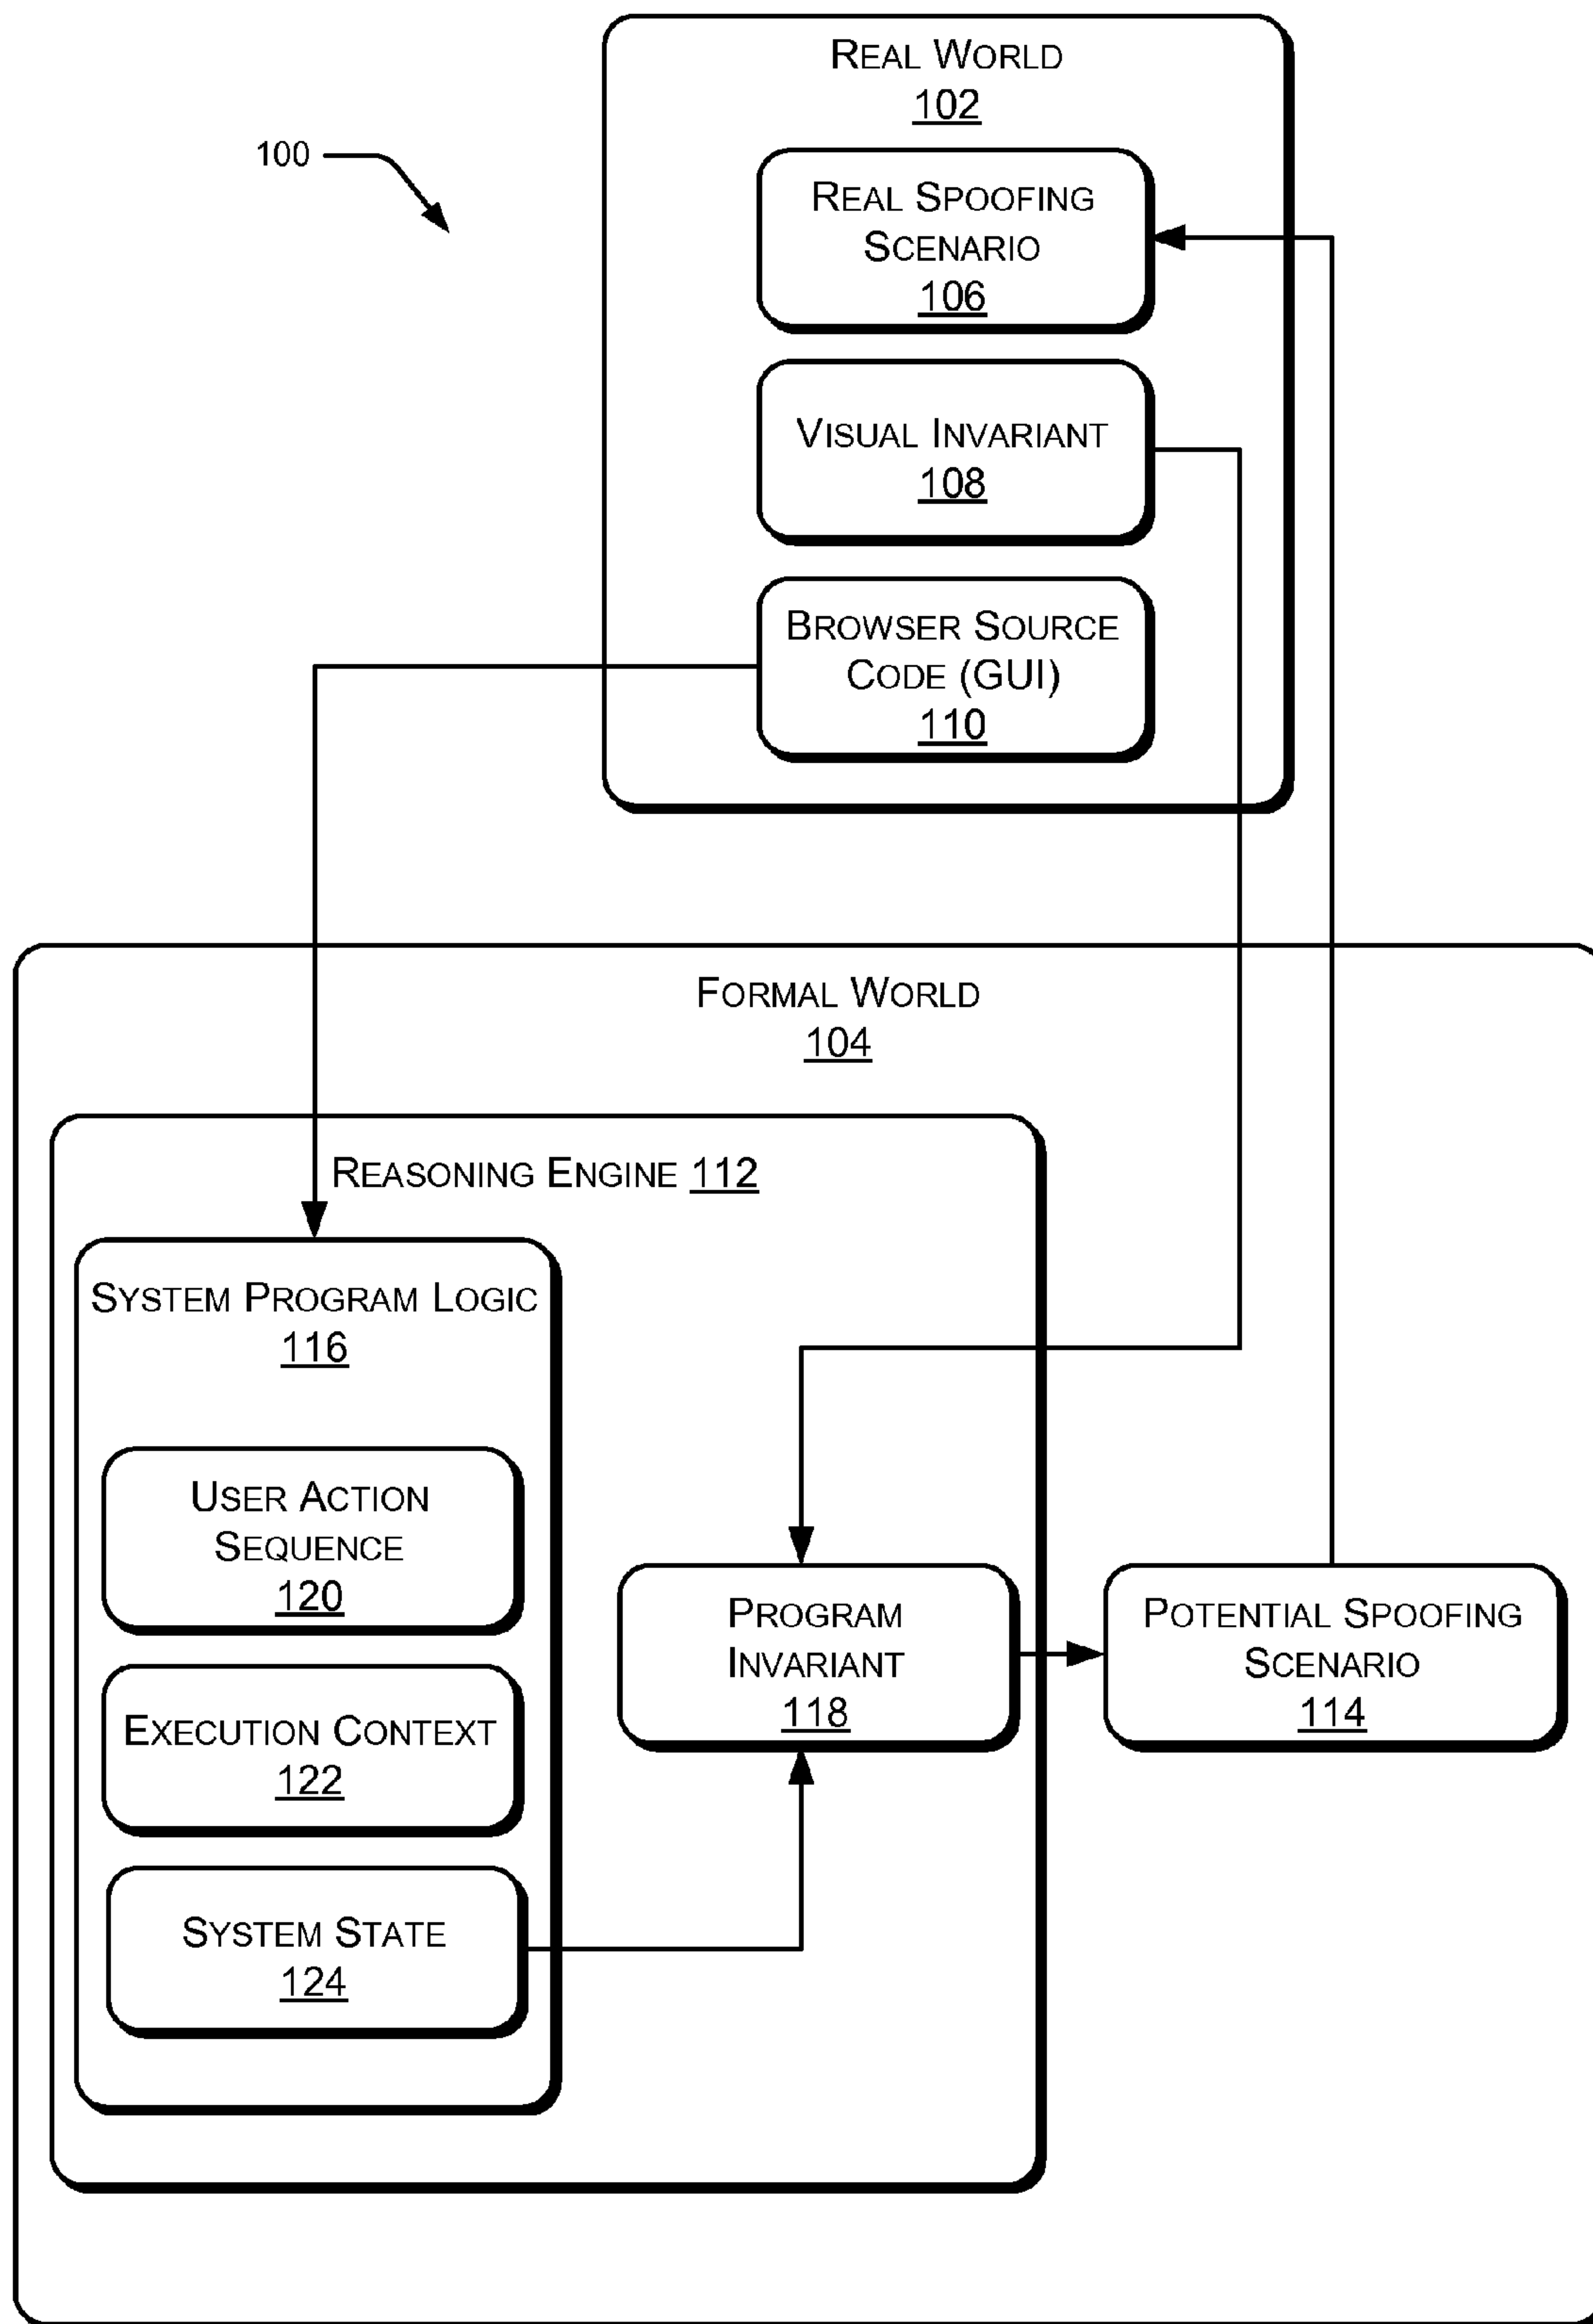 REAL WORLD
102
100
REAL SPOOFING
SCENARIO
106
VISUAL INVARIANT
108
BROWSER SOURCE
CODE (GUI)
110
FORMAL WORLD
104
REASONING ENGINE 112
SYSTEM PROGRAM LOGIC
116
USER ACTION
SEQUENCE
120
EXECUTION CONTEXT
122
SYSTEM STATE
124
PROGRAM
INVARIANT
118
POTENTIAL SPOOFING
SCENARIO
114